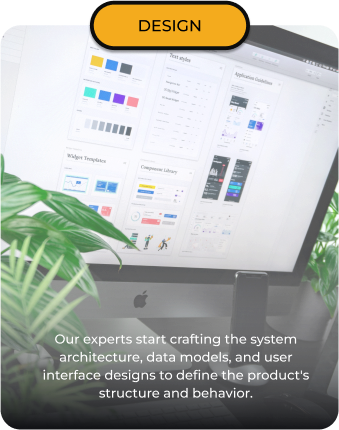 DESIGN
Text styles
Application Guidelines
Widget Templates
Component Library
Our experts start crafting the system
architecture, data models, and user
interface designs to define the product's
structure and behavior.